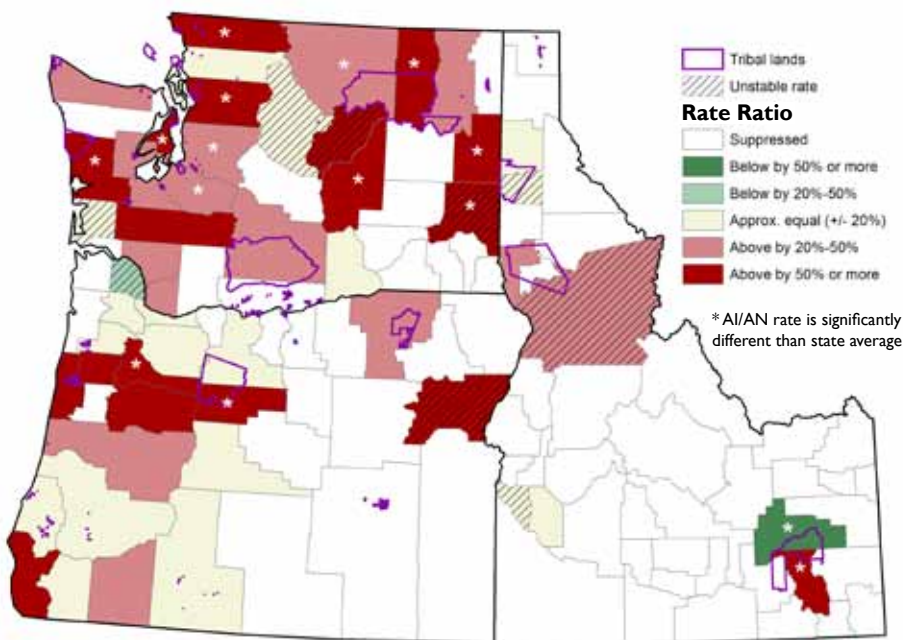 Tribal lands
Unstable rate
Rate Ratio
Suppressed
Below by 50% or more
Below by 20%-50%
Approx. equal (+/- 20%)
Above by 20%-50%
Above by 50% or more
* AI/AN rate is significantly
different than state average